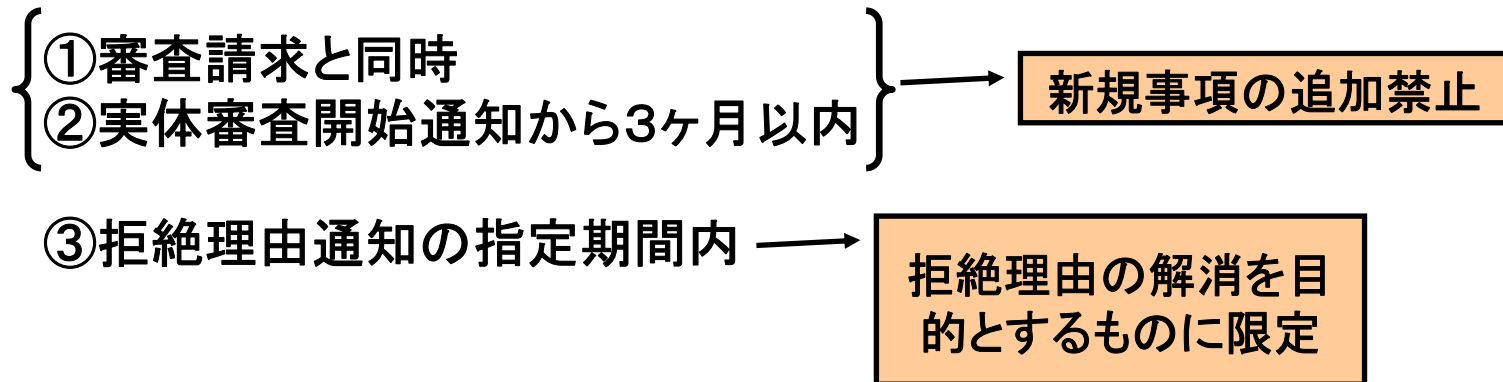 ①審査請求と同時
②実体審査開始通知から3ヶ月以内
新規事項の追加禁止
③拒絶理由通知の指定期間内
拒絶理由の解消を目
的とするものに限定